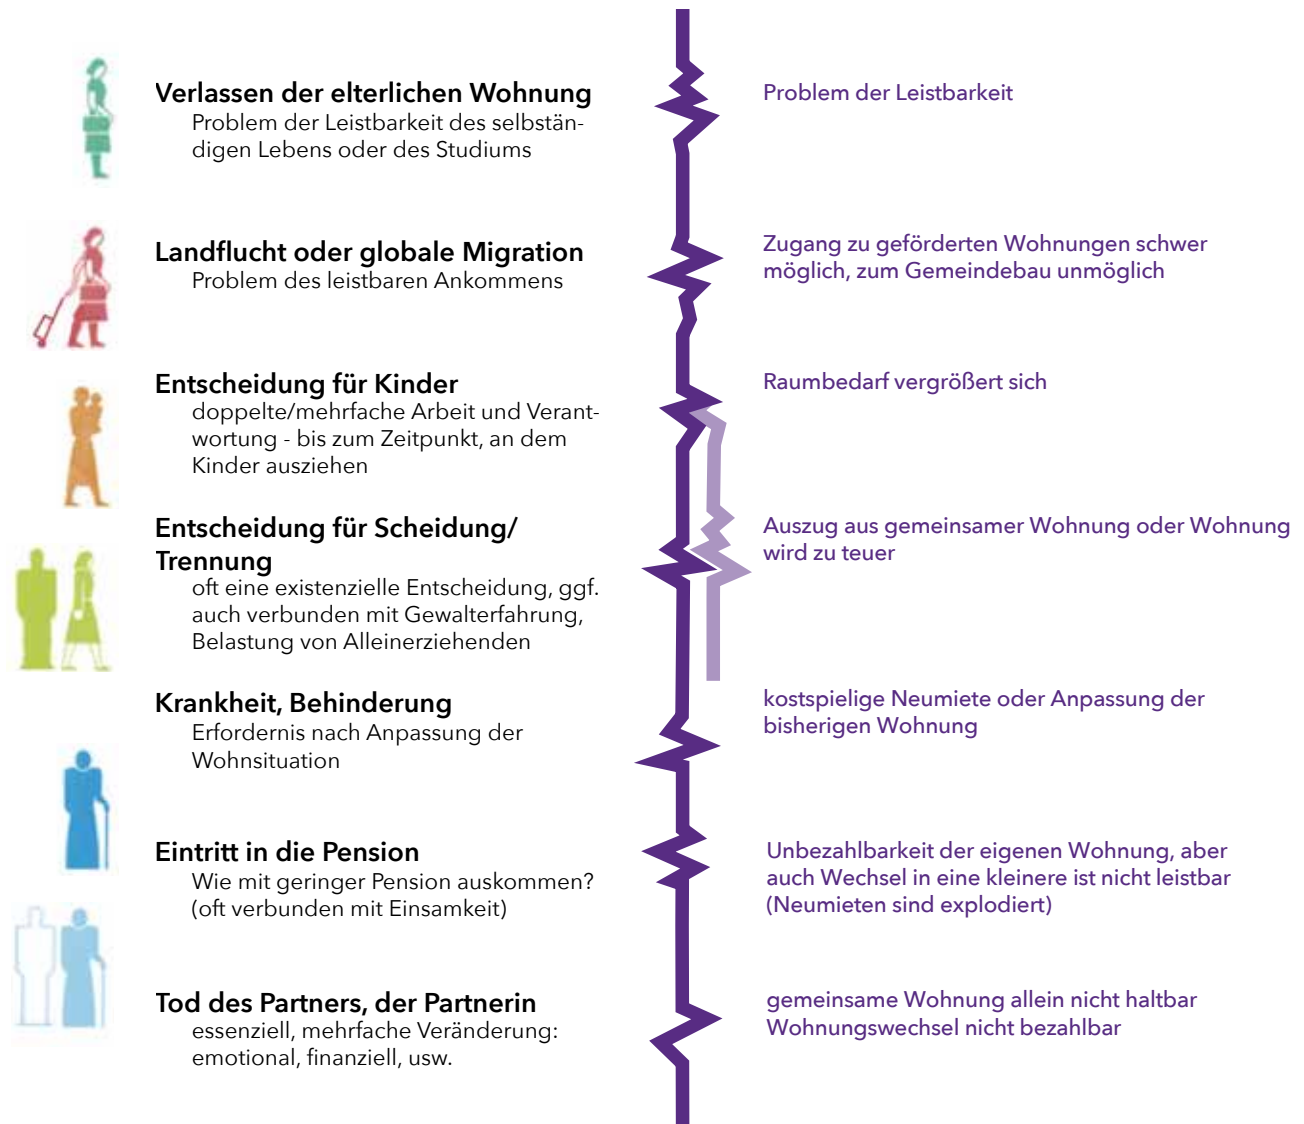 Verlassen der elterlichen Wohnung
Problem der Leistbarkeit des selbstän-
digen Lebens oder des Studiums
Problem der Leistbarkeit
Landflucht oder globale Migration
Problem des leistbaren Ankommens
Zugang zu geförderten Wohnungen schwer
möglich, zum Gemeindebau unmöglich
Entscheidung für Kinder
doppelte/mehrfache Arbeit und Verant-
wortung - bis zum Zeitpunkt, an dem
Kinder ausziehen
Raumbedarf vergrößert sich
Entscheidung für Scheidung/
Trennung
oft eine existenzielle Entscheidung, ggf.
auch verbunden mit Gewalterfahrung,
Belastung von Alleinerziehenden
Auszug aus gemeinsamer Wohnung oder Wohnung
wird zu teuer
Krankheit, Behinderung
Erfordernis nach Anpassung der
Wohnsituation
kostspielige Neumiete oder Anpassung der
bisherigen Wohnung
Eintritt in die Pension
Wie mit geringer Pension auskommen?
(oft verbunden mit Einsamkeit)
Unbezahlbarkeit der eigenen Wohnung, aber
auch Wechsel in eine kleinere ist nicht leistbar
(Neumieten sind explodiert)
Tod des Partners, der Partnerin
essenziell, mehrfache Veränderung:
emotional, finanziell, usw.
gemeinsame Wohnung allein nicht haltbar
Wohnungswechsel nicht bezahlbar